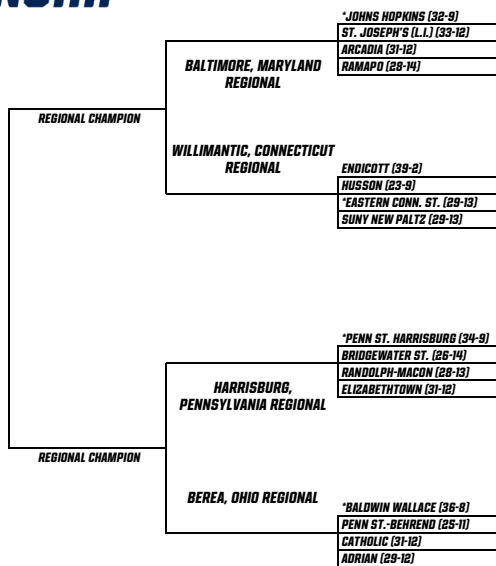 *JOHNS HOPKINS (32-9)
ST. JOSEPH'S (L.I.) (33-12)
ARCADIA (31-12)
RAMAPO (28-14)
BALTIMORE, MARYLAND
REGIONAL
REGIONAL CHAMPION
WILLIMANTIC, CONNECTICUT
REGIONAL
ENDICOTT (39-2)
HUSSON (23-9)
*EASTERN CONN. ST. (29-13)
SUNY NEW PALTZ (29-13)
*PENN ST. HARRISBURG (34-9)
BRIDGEWATER ST. (26-14)
RANDOLPH-MACON (28-13)
ELIZABETHTOWN (31-12)
HARRISBURG,
PENNSYLVANIA REGIONAL
REGIONAL CHAMPION
BEREA, OHIO REGIONAL
*BALDWIN WALLACE (36-8)
PENN ST.-BEHREND (25-11)
CATHOLIC (31-12)
ADRIAN (29-12)